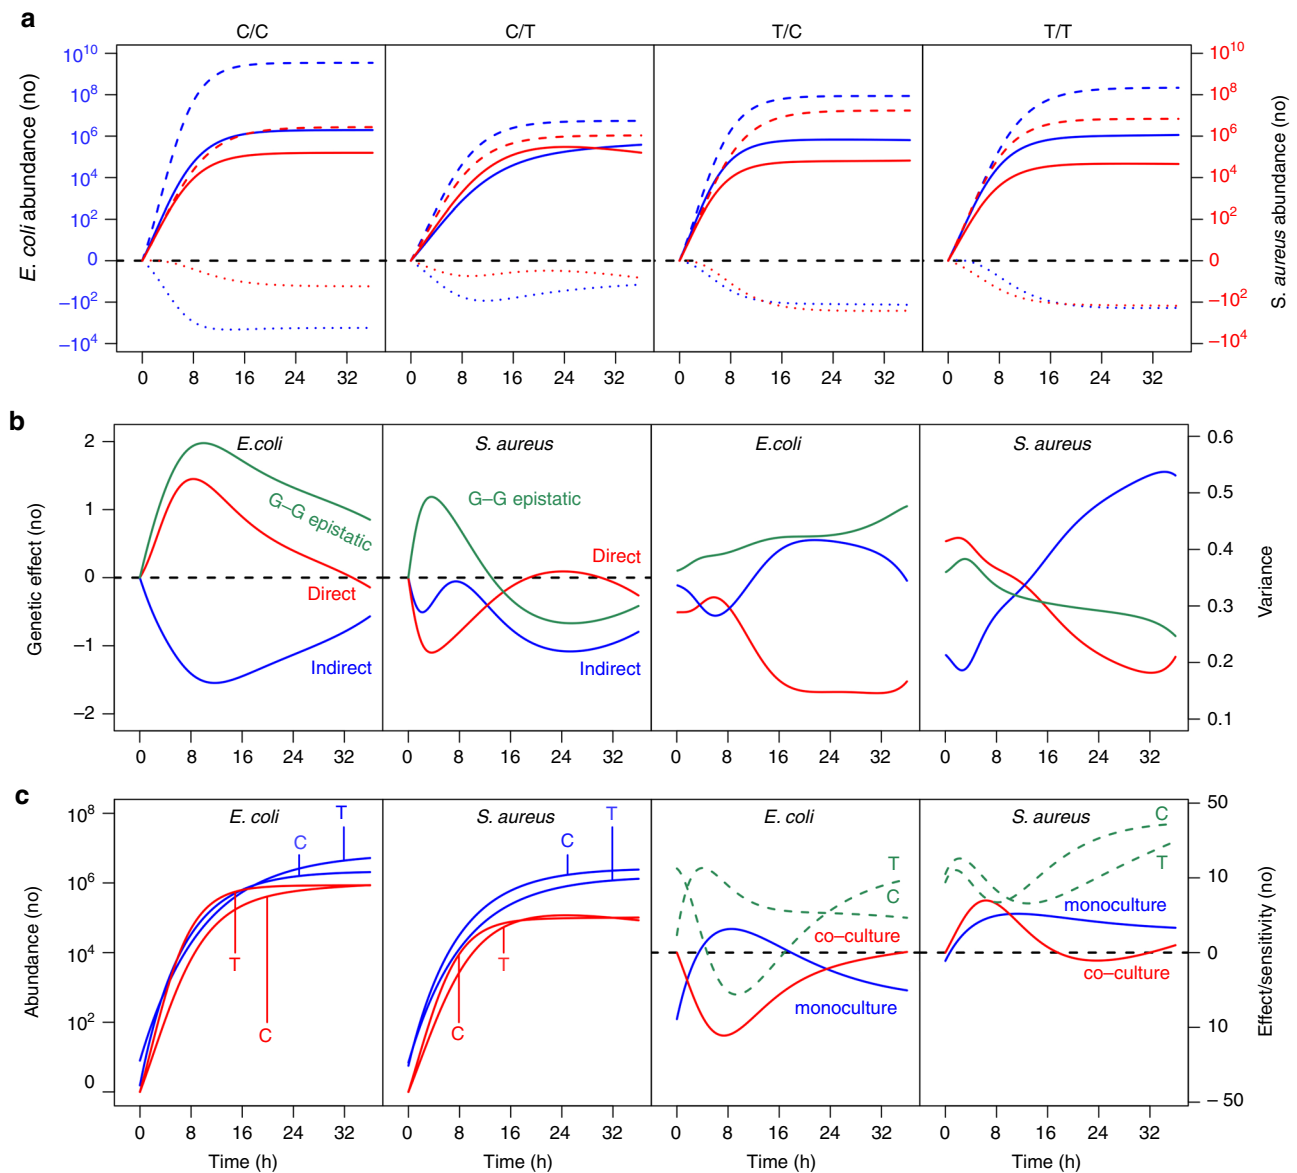 a
C/C C/T T/C T/T
E. coli abundance (no)
10^10 10^8 10^6 10^4 10^2 0 −10^2 −10^4
10^10 10^8 10^6 10^4 10^2 0 −10^2 −10^4
S. aureus abundance (no)
0 8 16 24 32 0 8 16 24 32 0 8 16 24 32 0 8 16 24 32
b
E.coli S. aureus E.coli S. aureus
Genetic effect (no)
2 1 0 −1 −2
G–G epistatic
Direct
Indirect
G–G epistatic
Direct
Indirect
0.6 0.5 0.4 0.3 0.2 0.1
Variance
0 8 16 24 32 0 8 16 24 32 0 8 16 24 32 0 8 16 24 32
c
E. coli S. aureus E. coli S. aureus
Abundance (no)
10^8 10^6 10^4 10^2 0
T
C
T
C
T
C
T
C
T
C
co–culture
monoculture
C
T
monoculture
co–culture
50 10 0 10 −50
Effect/sensitivity (no)
0 8 16 24 32 0 8 16 24 32 0 8 16 24 32 0 8 16 24 32
Time (h) Time (h) Time (h) Time (h)